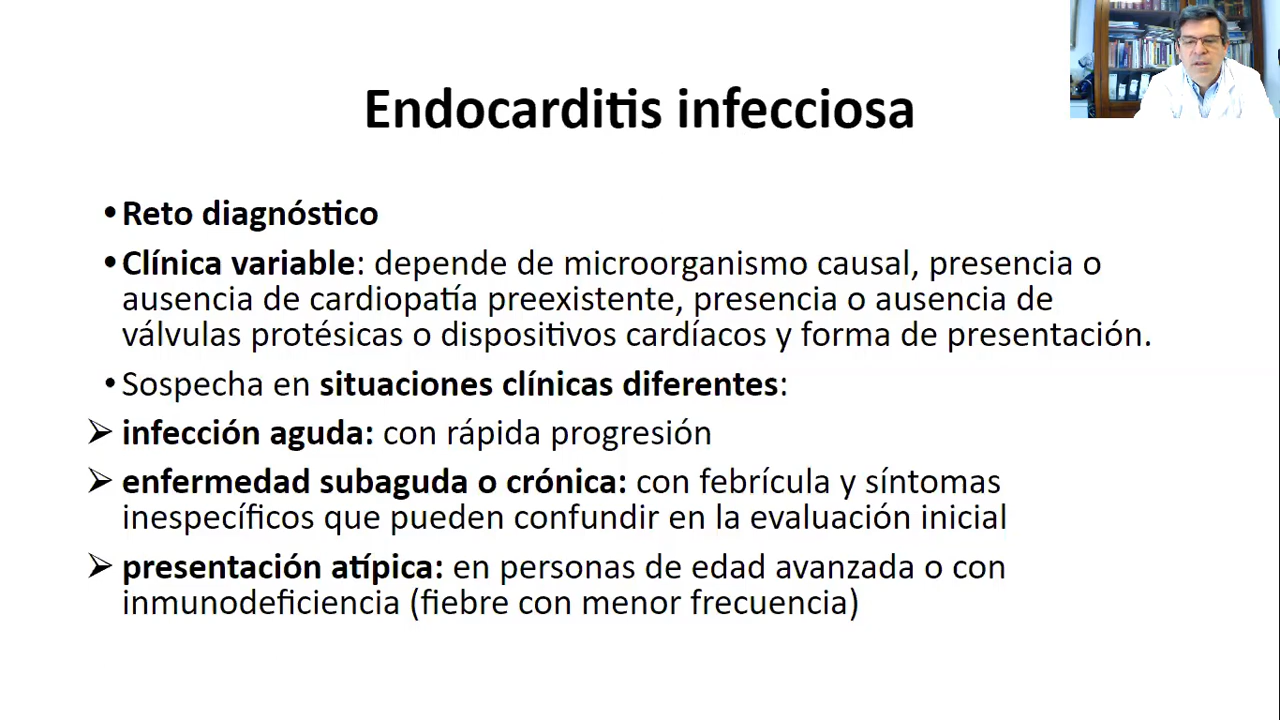 Endocarditis infecciosa
•Reto diagnóstico
•Clínica variable: depende de microorganismo causal, presencia o
ausencia de cardiopatía preexistente, presencia o ausencia de
válvulas protésicas o dispositivos cardíacos y forma de presentación.
•Sospecha en situaciones clínicas diferentes:
➢ infección aguda: con rápida progresión
➢ enfermedad subaguda o crónica: con febrícula y síntomas
inespecíficos que pueden confundir en la evaluación inicial
➢ presentación atípica: en personas de edad avanzada o con
inmunodeficiencia (fiebre con menor frecuencia)